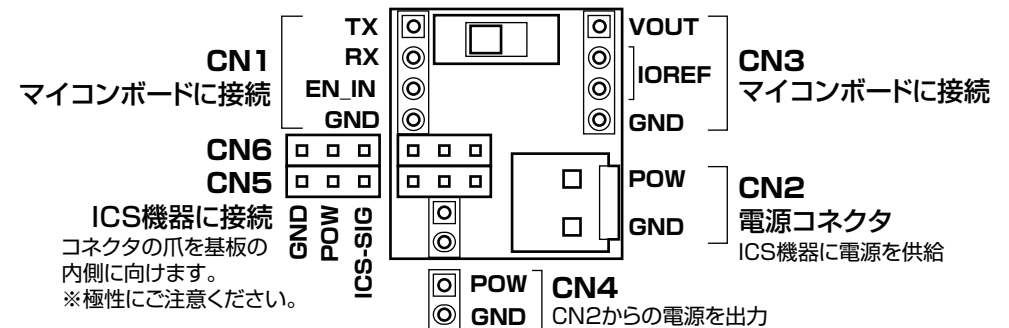 TX
RX
EN_IN
GND
CN1
マイコンボードに接続
VOUT
IOREF
GND
CN3
マイコンボードに接続
CN6
CN5
ICS機器に接続
コネクタの爪を基板の
内側に向けます。
※極性にご注意ください。
GND
POW
ICS-SIG
POW
GND
CN2
電源コネクタ
ICS機器に電源を供給
POW
GND
CN4
CN2からの電源を出力